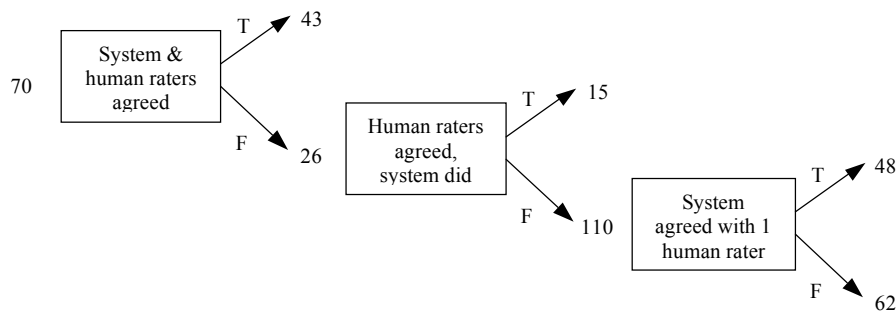 70
System &
human raters
agreed
T
43
F
26
Human raters
agreed,
system did
T
15
F
110
System
agreed with 1
human rater
T
48
F
62